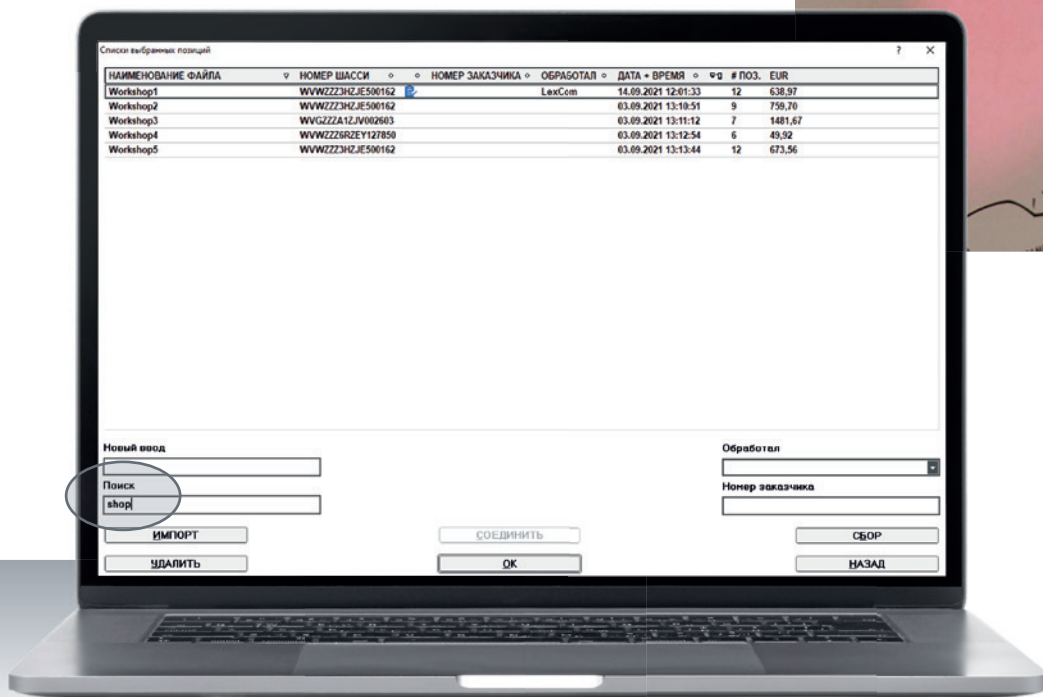 Списки выбранных позиций ? ×
НАИМЕНОВАНИЕ ФАЙЛА НОМЕР ШАССИ НОМЕР ЗАКАЗЧИКА ОБРАБОТАЛ ДАТА + ВРЕМЯ # ПОЗ. EUR
Workshop1 WVWZZZ3HZJE500162 LexCom 14.09.2021 12:01:33 12 638,97
Workshop2 WVWZZZ3HZJE500162 03.09.2021 13:10:51 9 759,70
Workshop3 WVGZZZA1ZJV002603 03.09.2021 13:11:12 7 1481,67
Workshop4 WVWZZZ6RZEY127850 03.09.2021 13:12:54 6 49,92
Workshop5 WVWZZZ3HZJE500162 03.09.2021 13:13:44 12 673,56
Новый ввод Обработал
Поиск Номер заказчика
shop
ИМПОРТ СОЕДИНИТЬ СБОР
УДАЛИТЬ OK НАЗАД